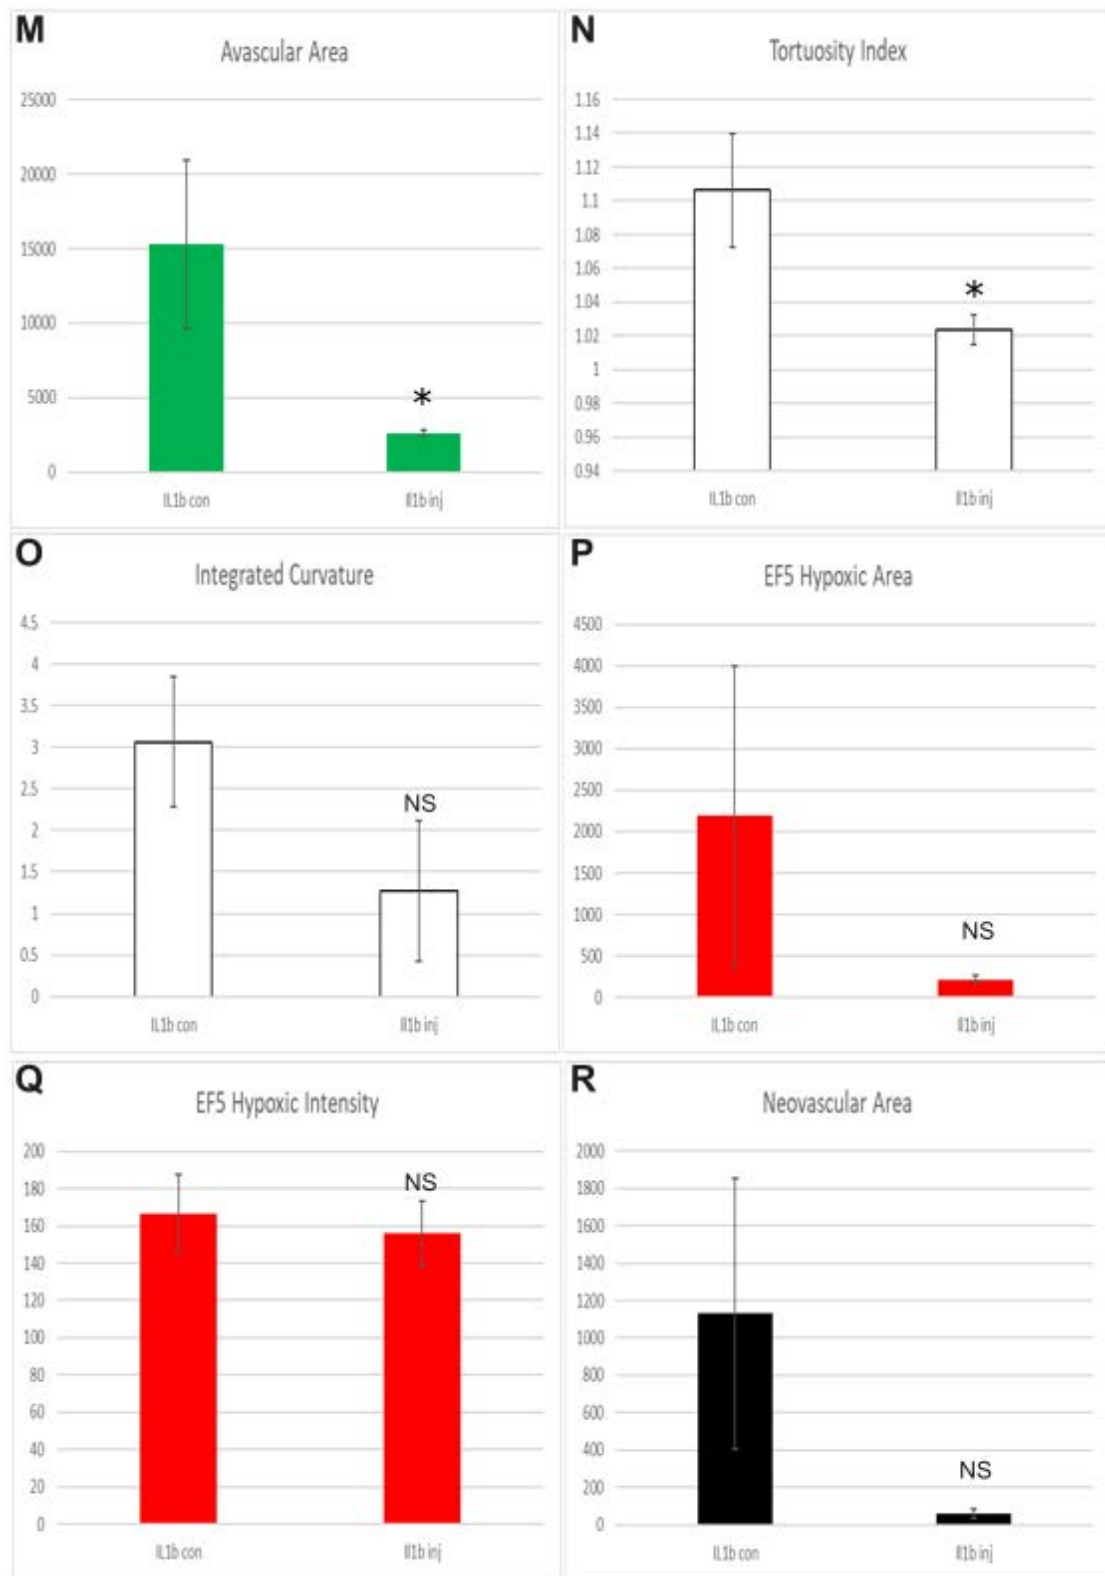 M
Avascular Area
25000
20000
15000
10000
5000
0
*
IL1b con
Il1b inj
N
Tortuosity Index
1.16
1.14
1.12
1.1
1.08
1.06
1.04
1.02
1
0.98
0.96
0.94
*
IL1b con
Il1b inj
O
Integrated Curvature
4.5
4
3.5
3
2.5
2
1.5
1
0.5
0
NS
IL1b con
Il1b inj
P
EF5 Hypoxic Area
4500
4000
3500
3000
2500
2000
1500
1000
500
0
NS
IL1b con
Il1b inj
Q
EF5 Hypoxic Intensity
200
180
160
140
120
100
80
60
40
20
0
NS
IL1b con
Il1b inj
R
Neovascular Area
2000
1800
1600
1400
1200
1000
800
600
400
200
0
NS
IL1b con
Il1b inj